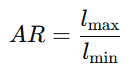 AR = l_max / l_min